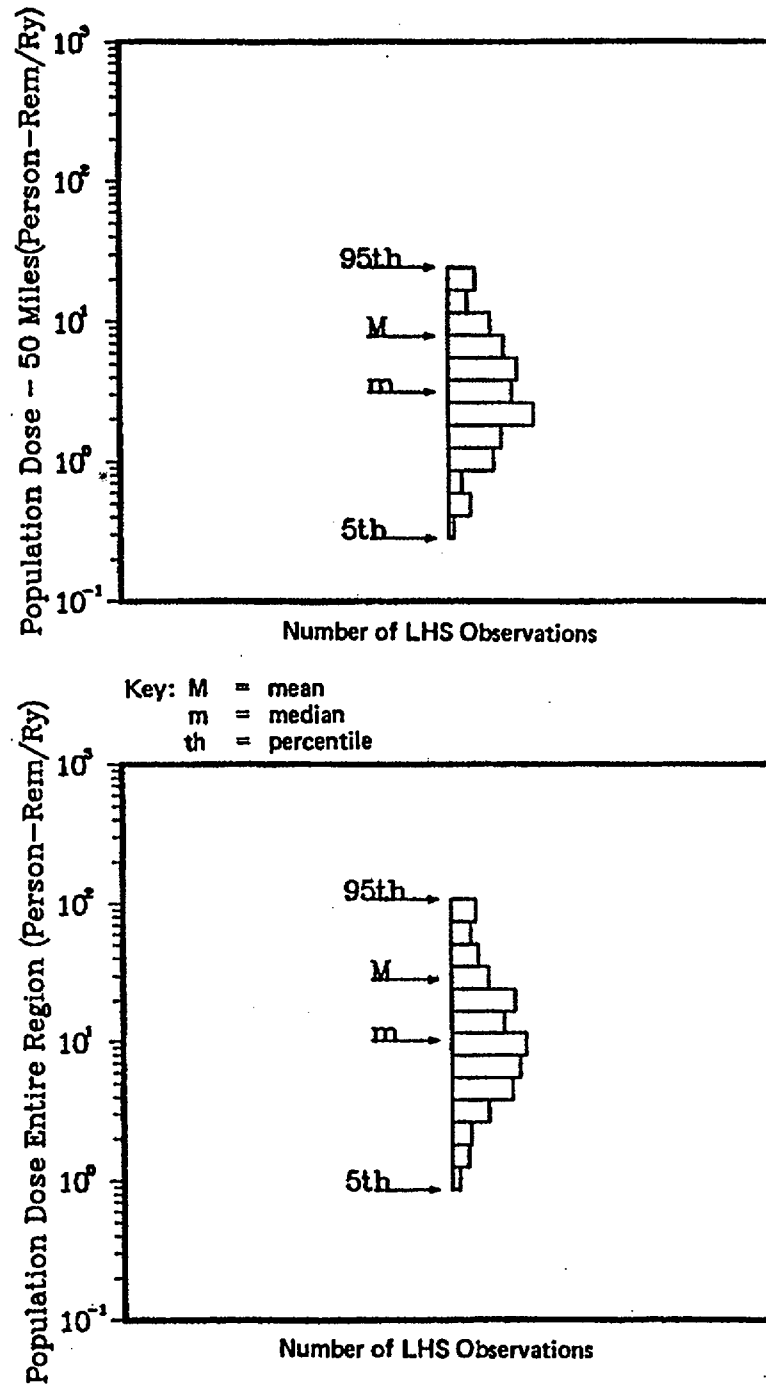 Population Dose - 50 Miles(Person-Rem/Ry)
10³
10²
10¹
10⁰
10⁻¹
95th
M
m
5th
Number of LHS Observations
Key: M = mean
m = median
th = percentile
Population Dose Entire Region (Person-Rem/Ry)
10³
10²
10¹
10⁰
10⁻¹
95th
M
m
5th
Number of LHS Observations